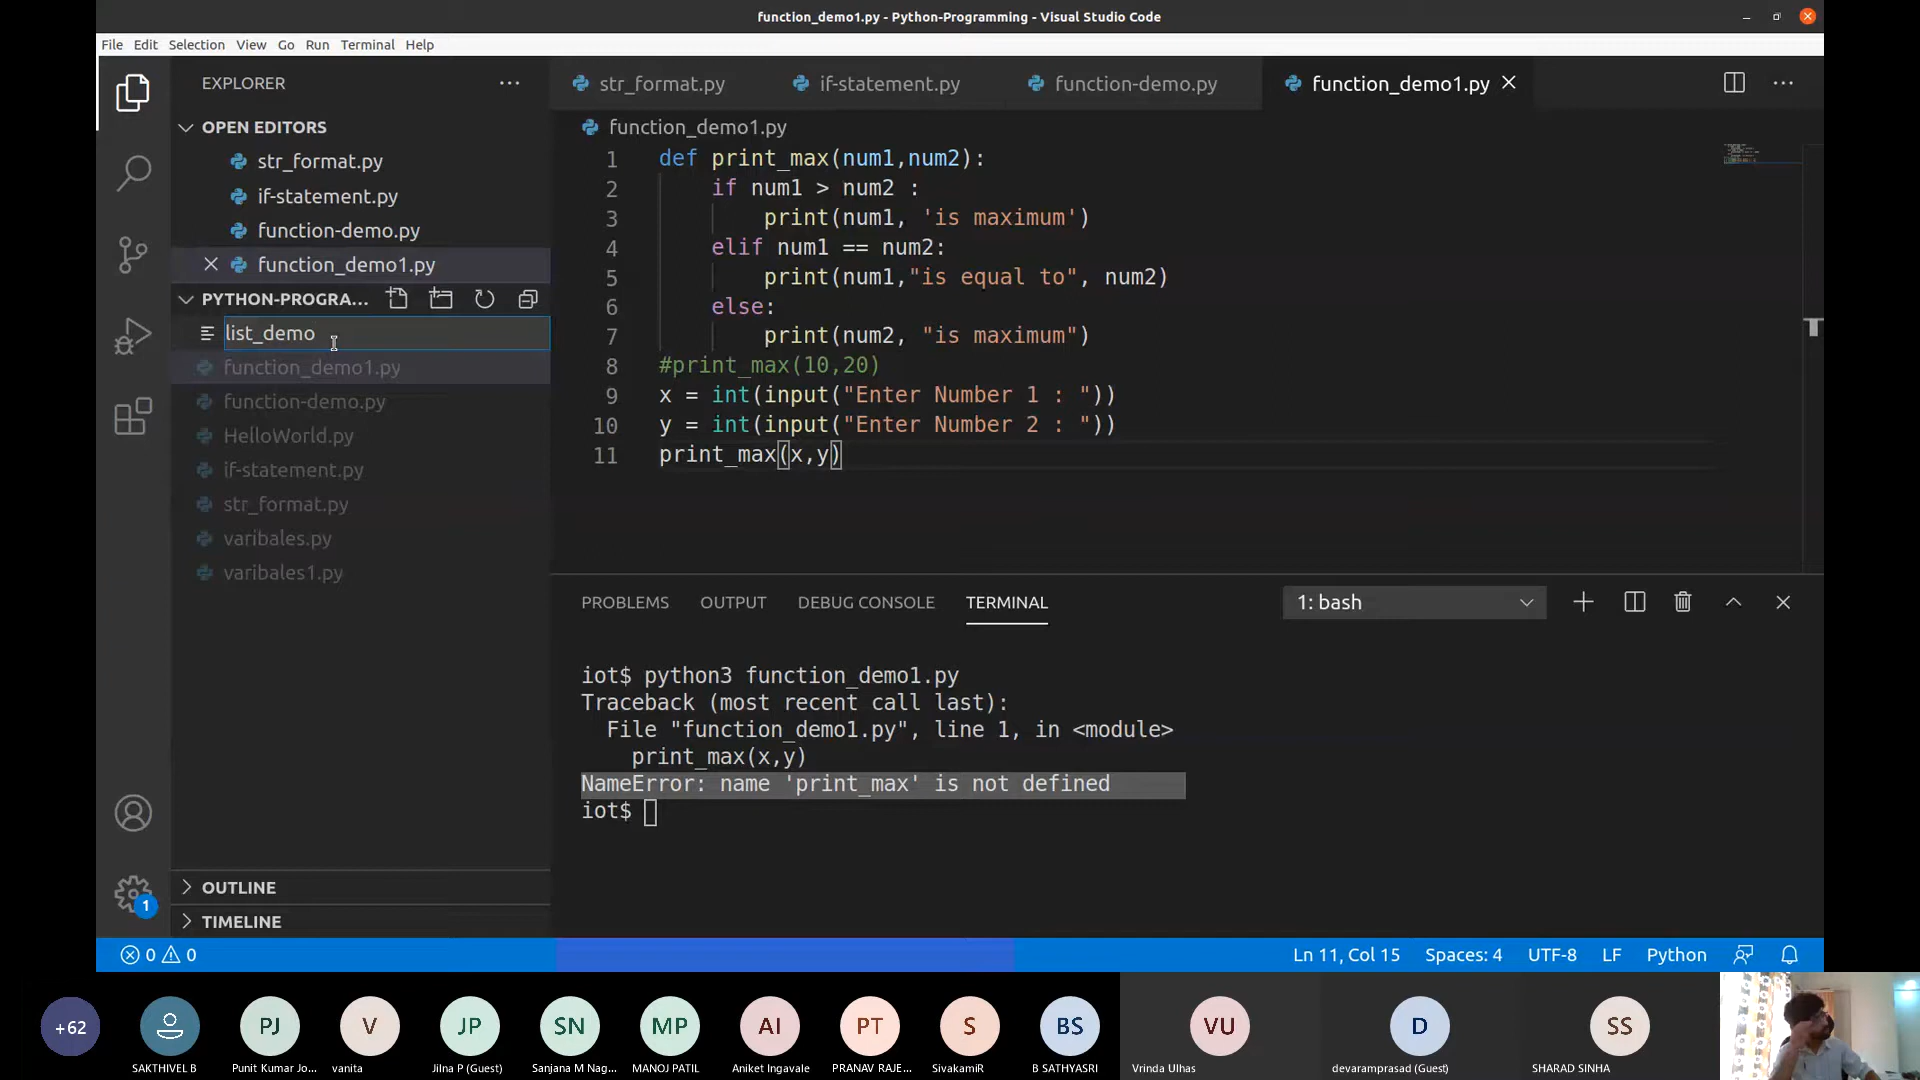 function_demo1.py - Python-Programming - Visual Studio Code
File Edit Selection View Go Run Terminal Help
EXPLORER
OPEN EDITORS
str_format.py
if-statement.py
function-demo.py
function_demo1.py
PYTHON-PROGRA...
list_demo
function_demo1.py
function-demo.py
HelloWorld.py
if-statement.py
str_format.py
varibales.py
varibales1.py
OUTLINE
TIMELINE
str_format.py if-statement.py function-demo.py function_demo1.py
function_demo1.py
1 def print_max(num1,num2):
2 if num1 > num2 :
3 print(num1, 'is maximum')
4 elif num1 == num2:
5 print(num1,"is equal to", num2)
6 else:
7 print(num2, "is maximum")
8 #print_max(10,20)
9 x = int(input("Enter Number 1 : "))
10 y = int(input("Enter Number 2 : "))
11 print_max(x,y)
PROBLEMS OUTPUT DEBUG CONSOLE TERMINAL 1: bash
iot$ python3 function_demo1.py
Traceback (most recent call last):
File "function_demo1.py", line 1, in <module>
print_max(x,y)
NameError: name 'print_max' is not defined
iot$
1
0 0 Ln 11, Col 15 Spaces: 4 UTF-8 LF Python
+62 PJ V JP SN MP AI PT S BS VU D SS
SAKTHIVEL B Punit Kumar Jo... vanita Jilna P (Guest) Sanjana M Nag... MANOJ PATIL Aniket Ingavale PRANAV RAJE... SivakamiR B SATHYASRI Vrinda Ulhas devaramprasad (Guest) SHARAD SINHA